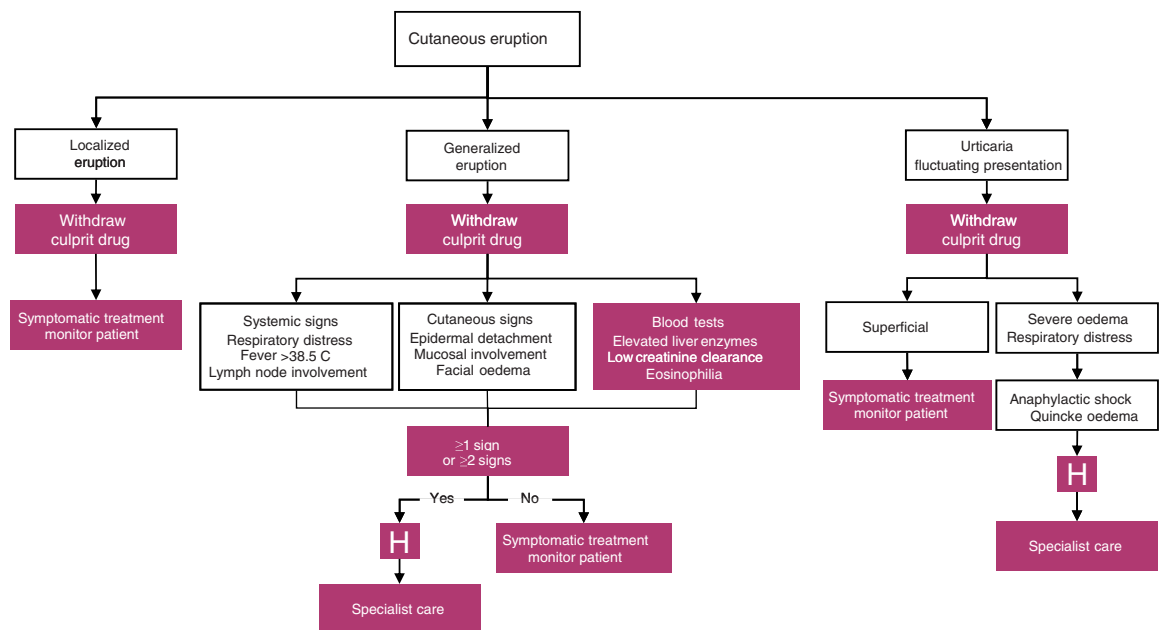 Cutaneous eruption
Localized
eruption
Generalized
eruption
Urticaria
fluctuating presentation
Withdraw
culprit drug
Withdraw
culprit drug
Withdraw
culprit drug
Symptomatic treatment
monitor patient
Systemic signs
Respiratory distress
Fever >38.5 C
Lymph node involvement
Cutaneous signs
Epidermal detachment
Mucosal involvement
Facial oedema
Blood tests
Elevated liver enzymes
Low creatinine clearance
Eosinophilia
Superficial
Severe oedema
Respiratory distress
Symptomatic treatment
monitor patient
Anaphylactic shock
Quincke oedema
≥1 sign
or ≥2 signs
Yes
No
H
Symptomatic treatment
monitor patient
Specialist care
H
Specialist care